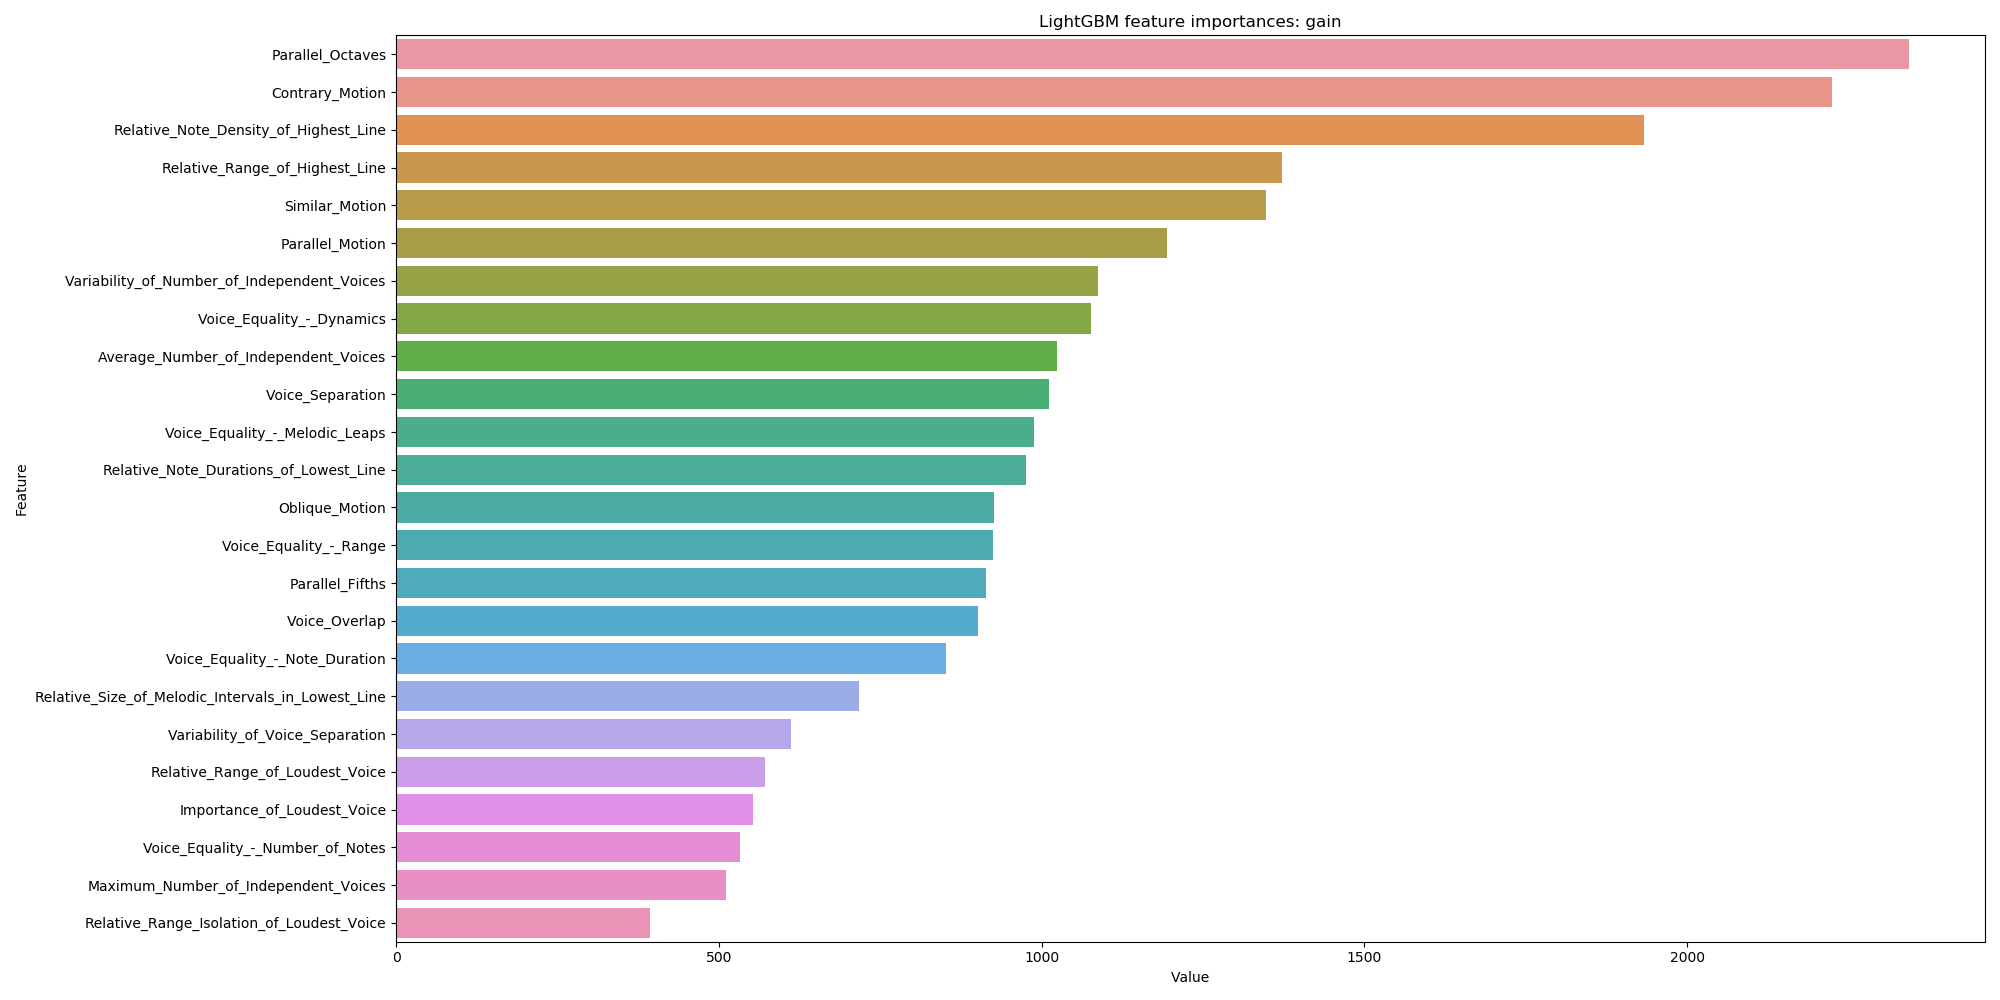 LightGBM feature importances: gain
Parallel_Octaves
Contrary_Motion
Relative_Note_Density_of_Highest_Line
Relative_Range_of_Highest_Line
Similar_Motion
Parallel_Motion
Variability_of_Number_of_Independent_Voices
Voice_Equality_-_Dynamics
Average_Number_of_Independent_Voices
Voice_Separation
Voice_Equality_-_Melodic_Leaps
Relative_Note_Durations_of_Lowest_Line
Oblique_Motion
Voice_Equality_-_Range
Parallel_Fifths
Voice_Overlap
Voice_Equality_-_Note_Duration
Relative_Size_of_Melodic_Intervals_in_Lowest_Line
Variability_of_Voice_Separation
Relative_Range_of_Loudest_Voice
Importance_of_Loudest_Voice
Voice_Equality_-_Number_of_Notes
Maximum_Number_of_Independent_Voices
Relative_Range_Isolation_of_Loudest_Voice
Feature
0 500 1000 1500 2000
Value